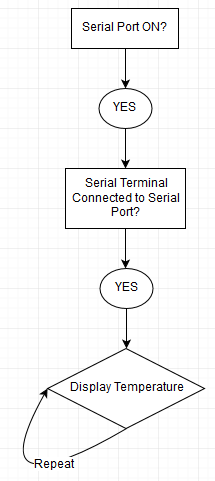 Serial Port ON?
YES
Serial Terminal
Connected to Serial
Port?
YES
Display Temperature
Repeat